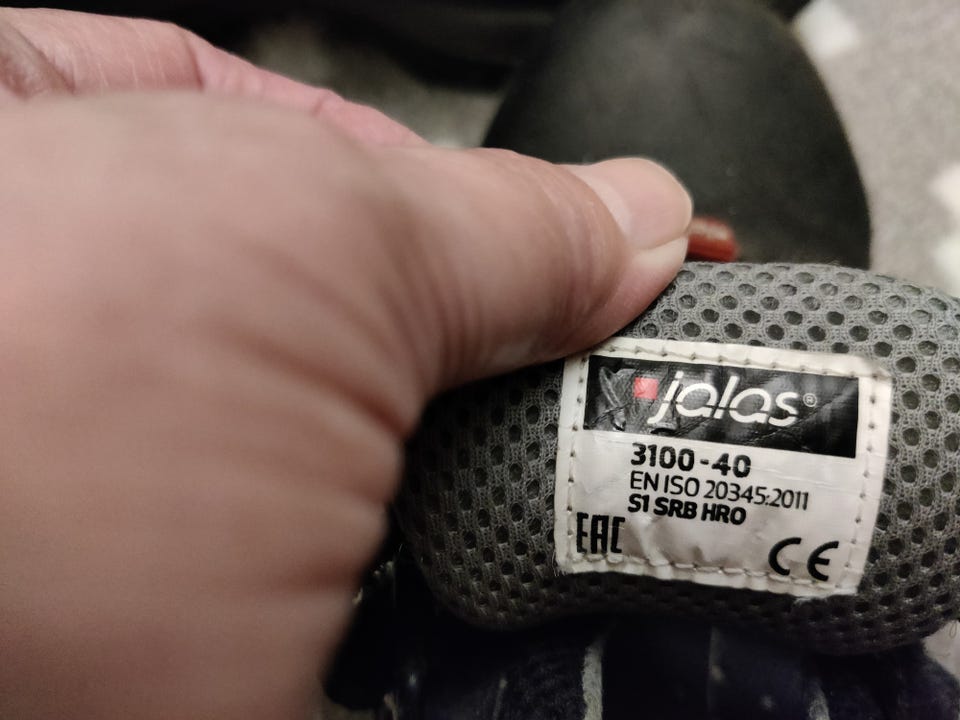 jalas®
3100-40
EN ISO 20345:2011
S1 SRB HRO
EAC
CE